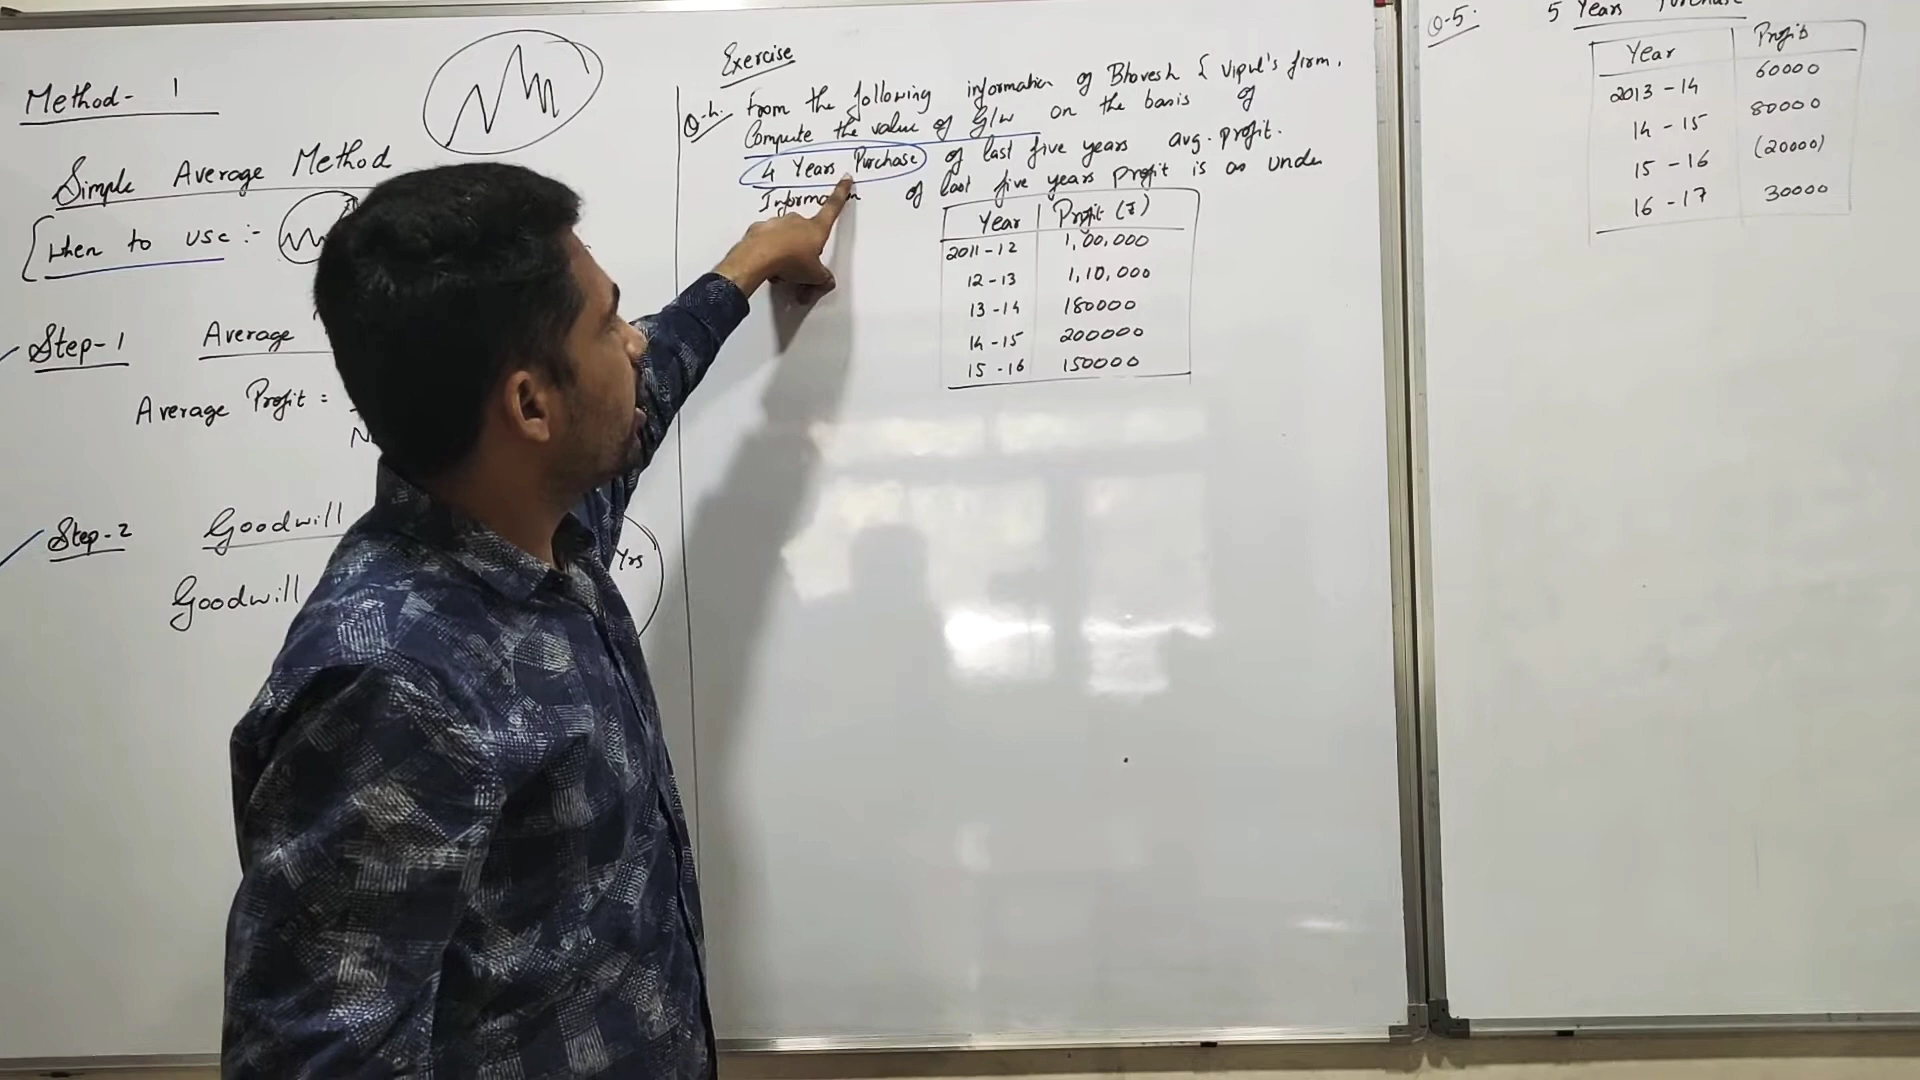 Method- 1
Simple Average Method
When to use :-
Step-1 Average
Average Profit =
Step-2 Goodwill
Goodwill
Yrs
Exercise
Q-4. From the following information of Bhavesh & Vipul's firm.
Compute the value of G/w on the basis of
4 Years Purchase of last five years avg. profit.
Information of last five years profit is as under
Year Profit (₹)
2011-12 1,00,000
12-13 1,10,000
13-14 180000
14-15 200000
15-16 150000
Q-5. 5 Years Purchase
Year Profit
2013-14 60000
14-15 80000
15-16 (20000)
16-17 30000